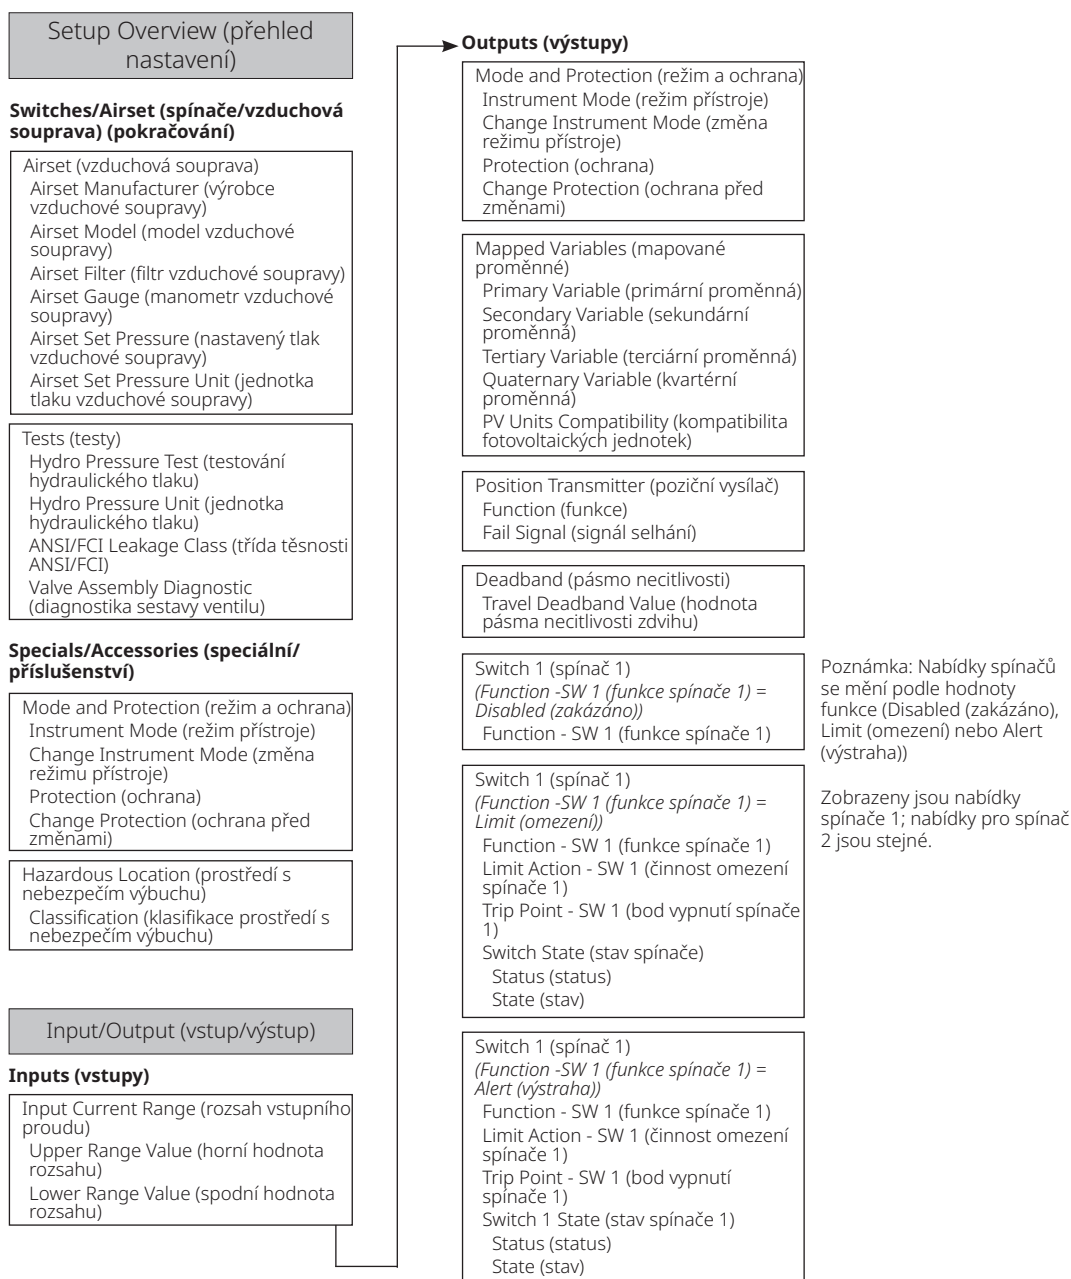 Setup Overview (přehled
nastavení)
Switches/Airset (spínače/vzduchová
souprava) (pokračování)
Airset (vzduchová souprava)
Airset Manufacturer (výrobce
vzduchové soupravy)
Airset Model (model vzduchové
soupravy)
Airset Filter (filtr vzduchové soupravy)
Airset Gauge (manometr vzduchové
soupravy)
Airset Set Pressure (nastavený tlak
vzduchové soupravy)
Airset Set Pressure Unit (jednotka
tlaku vzduchové soupravy)
Tests (testy)
Hydro Pressure Test (testování
hydraulického tlaku)
Hydro Pressure Unit (jednotka
hydraulického tlaku)
ANSI/FCI Leakage Class (třída těsnosti
ANSI/FCI)
Valve Assembly Diagnostic
(diagnostika sestavy ventilu)
Specials/Accessories (speciální/
příslušenství)
Mode and Protection (režim a ochrana)
Instrument Mode (režim přístroje)
Change Instrument Mode (změna
režimu přístroje)
Protection (ochrana)
Change Protection (ochrana před
změnami)
Hazardous Location (prostředí s
nebezpečím výbuchu)
Classification (klasifikace prostředí s
nebezpečím výbuchu)
Input/Output (vstup/výstup)
Inputs (vstupy)
Input Current Range (rozsah vstupního
proudu)
Upper Range Value (horní hodnota
rozsahu)
Lower Range Value (spodní hodnota
rozsahu)
Outputs (výstupy)
Mode and Protection (režim a ochrana)
Instrument Mode (režim přístroje)
Change Instrument Mode (změna
režimu přístroje)
Protection (ochrana)
Change Protection (ochrana před
změnami)
Mapped Variables (mapované
proměnné)
Primary Variable (primární proměnná)
Secondary Variable (sekundární
proměnná)
Tertiary Variable (terciární proměnná)
Quaternary Variable (kvartérní
proměnná)
PV Units Compatibility (kompatibilita
fotovoltaických jednotek)
Position Transmitter (poziční vysílač)
Function (funkce)
Fail Signal (signál selhání)
Deadband (pásmo necitlivosti)
Travel Deadband Value (hodnota
pásma necitlivosti zdvihu)
Switch 1 (spínač 1)
(Function -SW 1 (funkce spínače 1) =
Disabled (zakázáno))
Function - SW 1 (funkce spínače 1)
Switch 1 (spínač 1)
(Function -SW 1 (funkce spínače 1) =
Limit (omezení))
Function - SW 1 (funkce spínače 1)
Limit Action - SW 1 (činnost omezení
spínače 1)
Trip Point - SW 1 (bod vypnutí spínače
1)
Switch State (stav spínače)
Status (status)
State (stav)
Switch 1 (spínač 1)
(Function -SW 1 (funkce spínače 1) =
Alert (výstraha))
Function - SW 1 (funkce spínače 1)
Limit Action - SW 1 (činnost omezení
spínače 1)
Trip Point - SW 1 (bod vypnutí
spínače 1)
Switch 1 State (stav spínače 1)
Status (status)
State (stav)
Poznámka: Nabídky spínačů
se mění podle hodnoty
funkce (Disabled (zakázáno),
Limit (omezení) nebo Alert
(výstraha))
Zobrazeny jsou nabídky
spínače 1; nabídky pro spínač
2 jsou stejné.